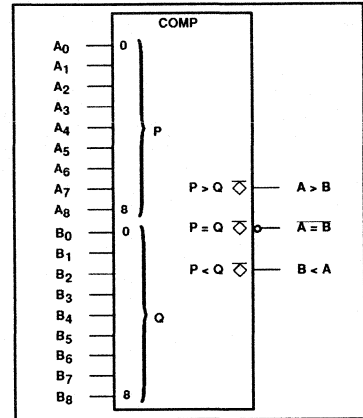 COMP
A0 0
A1
A2
A3
A4 P
A5
A6
A7 P > Q ◇ A > B
A8 8
B0 0 P = Q ◇ A̅ ̅=̅ ̅B̅
B1
B2 P < Q ◇ B < A
B3
B4 Q
B5
B6
B7
B8 8